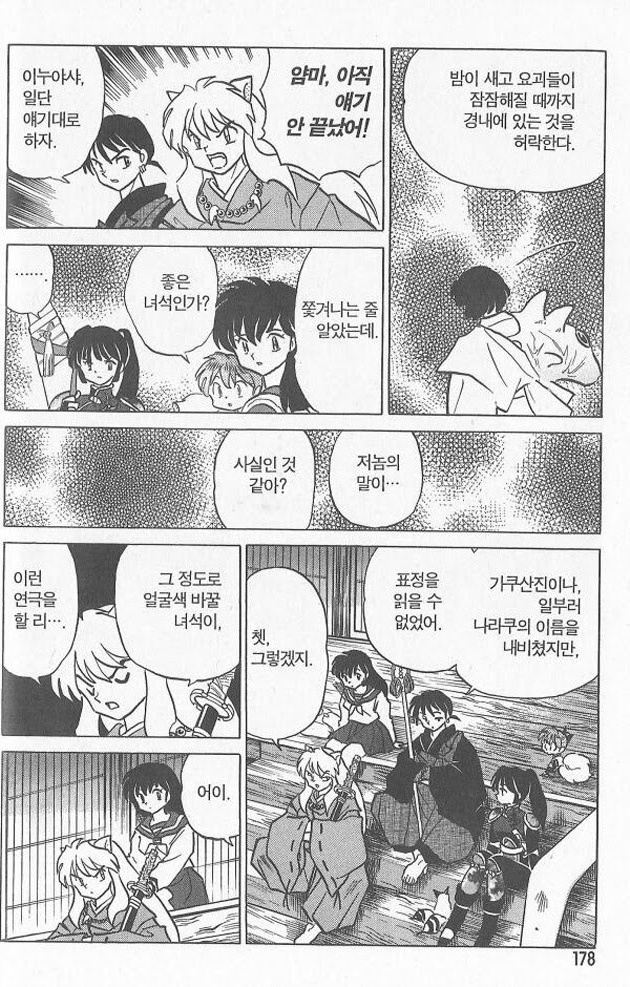 밤이 새고 요괴들이
잠잠해질 때까지
경내에 있는 것을
허락한다.
얌마, 아직
얘기
안 끝났어!
이누야샤,
일단
얘기대로
하자.
쫓겨나는 줄
알았는데.
좋은
녀석인가?
…….
저놈의
말이…
사실인 것
같아?
가쿠산진이나,
일부러
나라쿠의 이름을
내비쳤지만,
표정을
읽을 수
없었어.
쳇,
그렇겠지.
그 정도로
얼굴색 바꿀
녀석이,
이런
연극을
할 리….
어이.
178